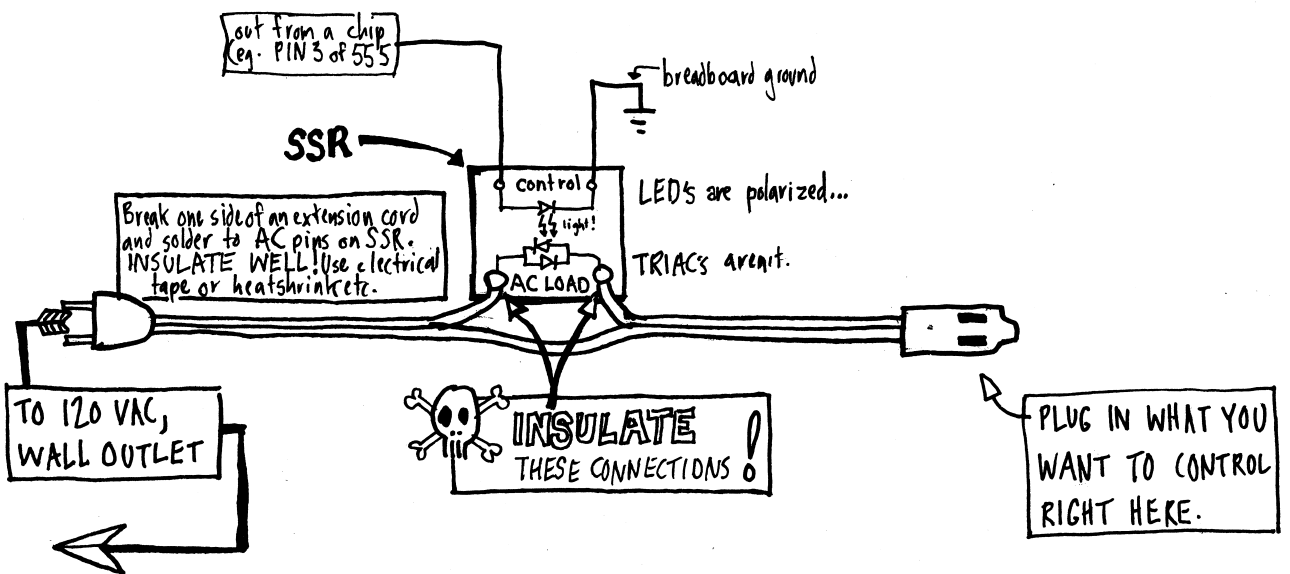 out from a chip
(eg. PIN 3 of 555
breadboard ground
SSR
control
LED's are polarized...
light!
Break one side of an extension cord
and solder to AC pins on SSR.
INSULATE WELL! Use electrical
tape or heatshrink etc.
TRIAC's aren't.
AC LOAD
TO 120 VAC,
WALL OUTLET
INSULATE
THESE CONNECTIONS!
PLUG IN WHAT YOU
WANT TO CONTROL
RIGHT HERE.